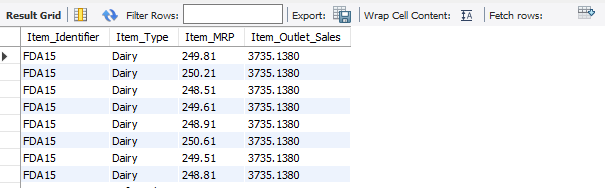 Result Grid Filter Rows: Export: Wrap Cell Content: Fetch rows:
Item_Identifier Item_Type Item_MRP Item_Outlet_Sales
FDA15 Dairy 249.81 3735.1380
FDA15 Dairy 250.21 3735.1380
FDA15 Dairy 248.51 3735.1380
FDA15 Dairy 249.61 3735.1380
FDA15 Dairy 248.91 3735.1380
FDA15 Dairy 250.61 3735.1380
FDA15 Dairy 249.51 3735.1380
FDA15 Dairy 248.81 3735.1380